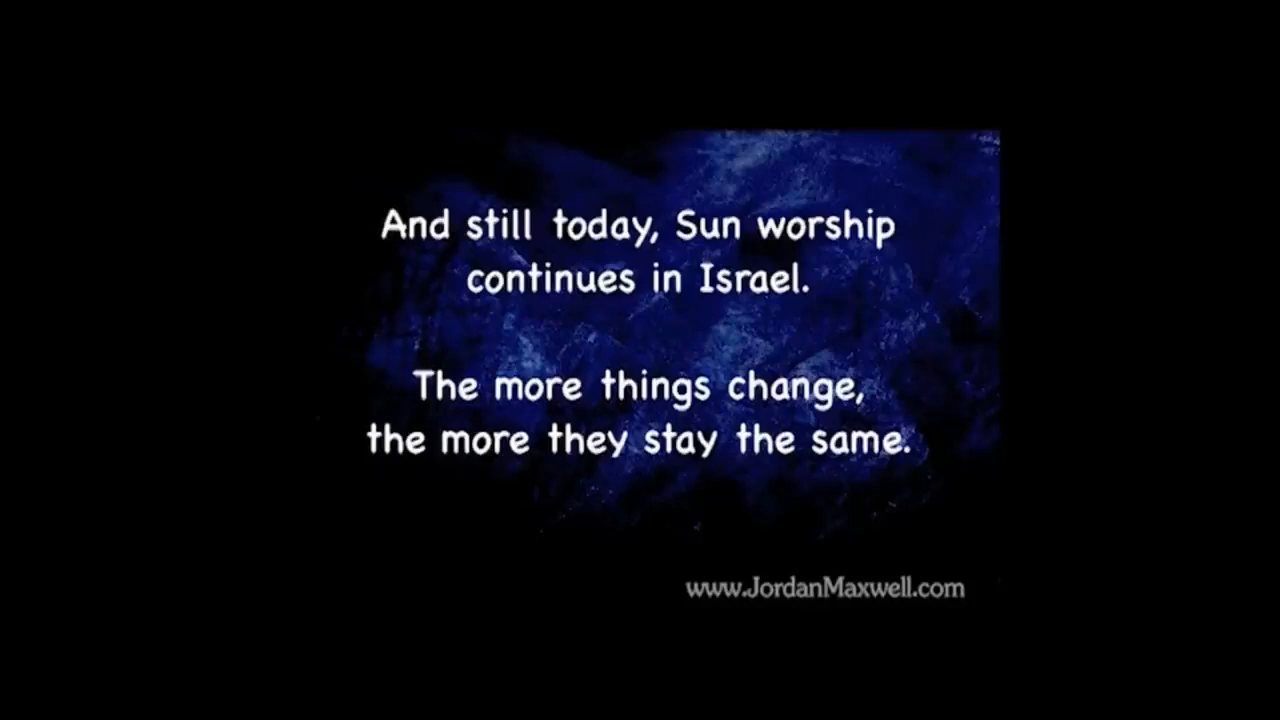 And still today, Sun worship
continues in Israel.
The more things change,
the more they stay the same.
www.JordanMaxwell.com